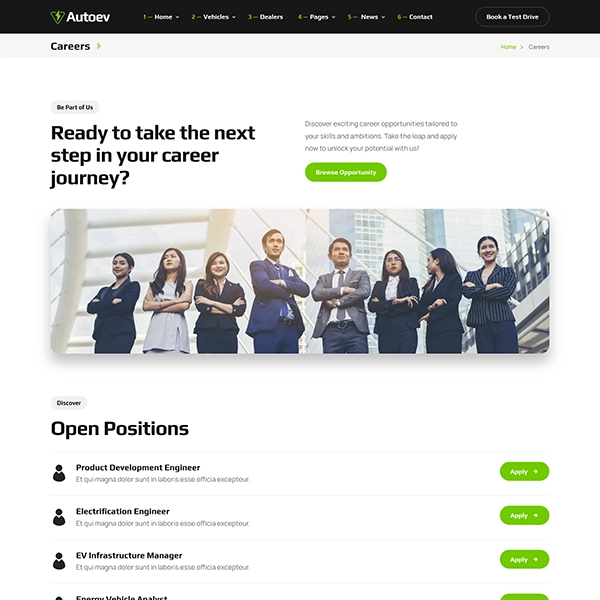 Autoev
1 — Home
2 — Vehicles
3 — Dealers
4 — Pages
5 — News
6 — Contact
Book a Test Drive
Careers
Home > Careers
Be Part of Us
Ready to take the next
step in your career
journey?
Discover exciting career opportunities tailored to
your skills and ambitions. Take the leap and apply
now to unlock your potential with us!
Browse Opportunity
Discover
Open Positions
Product Development Engineer
Et qui magna dolor sunt in laboris esse officia excepteur.
Apply
Electrification Engineer
Et qui magna dolor sunt in laboris esse officia excepteur.
Apply
EV Infrastructure Manager
Et qui magna dolor sunt in laboris esse officia excepteur.
Apply
Energy Vehicle Analyst